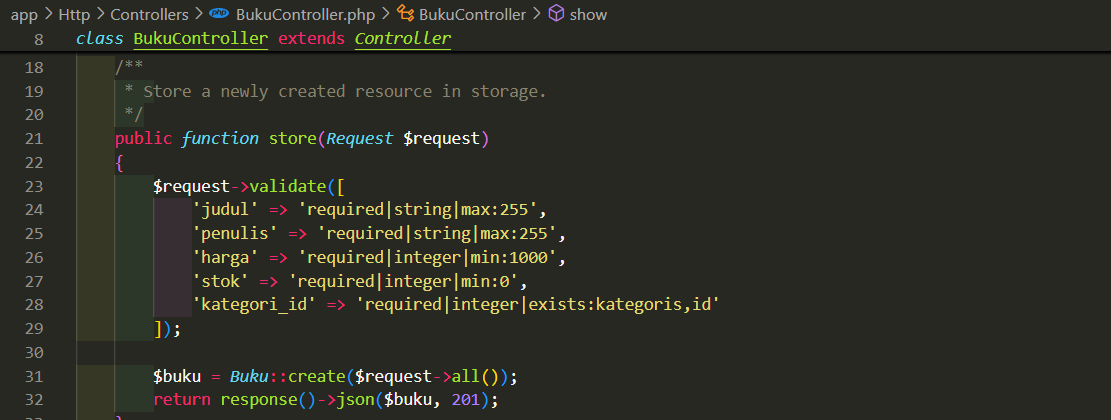 app > Http > Controllers > php BukuController.php > BukuController > show
8 class BukuController extends Controller
18 /**
19 * Store a newly created resource in storage.
20 */
21 public function store(Request $request)
22 {
23 $request->validate([
24 'judul' => 'required|string|max:255',
25 'penulis' => 'required|string|max:255',
26 'harga' => 'required|integer|min:1000',
27 'stok' => 'required|integer|min:0',
28 'kategori_id' => 'required|integer|exists:kategoris,id'
29 ]);
30
31 $buku = Buku::create($request->all());
32 return response()->json($buku, 201);
33 }